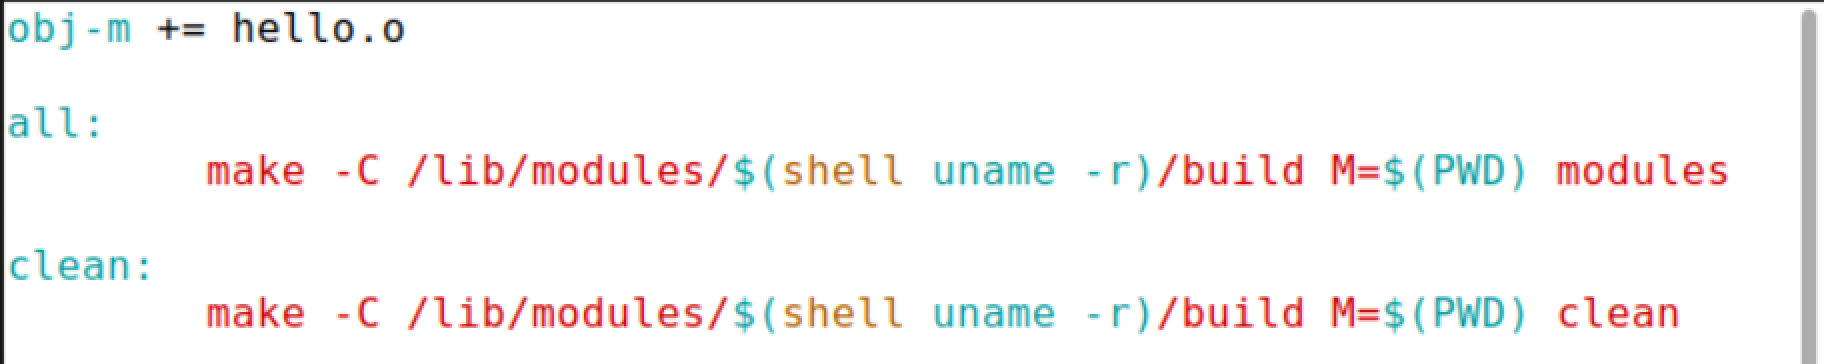 obj-m += hello.o
all:
make -C /lib/modules/$(shell uname -r)/build M=$(PWD) modules
clean:
make -C /lib/modules/$(shell uname -r)/build M=$(PWD) clean